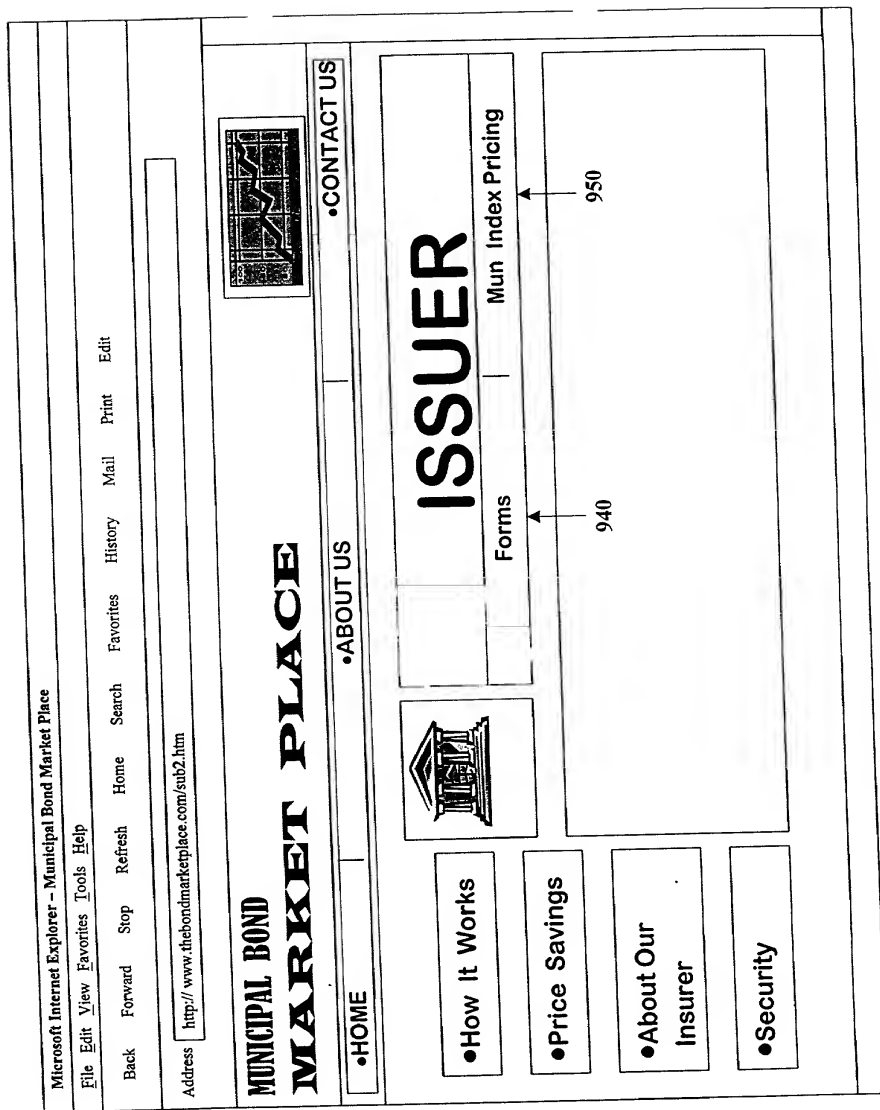 Microsoft Internet Explorer – Municipal Bond Market Place
File Edit View Favorites Tools Help
Back Forward Stop Refresh Home Search Favorites History Mail Print Edit
Address http:// www.thebondmarketplace.com/sub2.htm
MUNICIPAL BOND
MARKET PLACE
•HOME •ABOUT US •CONTACT US
ISSUER
Forms Mun Index Pricing
940 950
•How It Works
•Price Savings
•About Our
Insurer
•Security